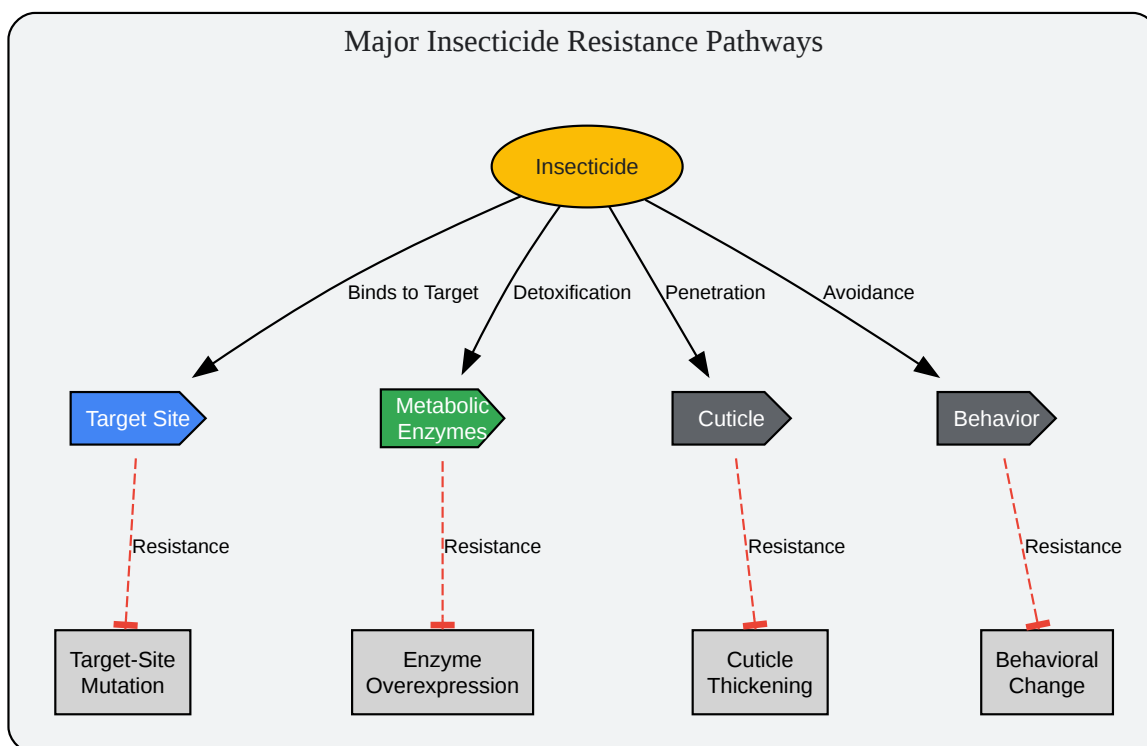 Major Insecticide Resistance Pathways
Insecticide
Binds to Target
Detoxification
Penetration
Avoidance
Target Site
Metabolic
Enzymes
Cuticle
Behavior
Resistance
Resistance
Resistance
Resistance
Target-Site
Mutation
Enzyme
Overexpression
Cuticle
Thickening
Behavioral
Change